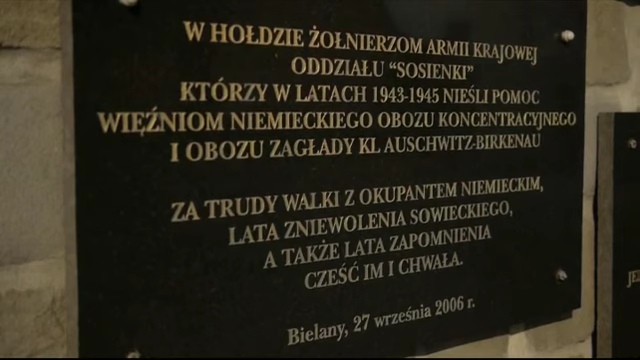 W HOŁDZIE ŻOŁNIERZOM ARMII KRAJOWEJ
ODDZIAŁU "SOSIENKI"
KTÓRZY W LATACH 1943-1945 NIEŚLI POMOC
WIĘŹNIOM NIEMIECKIEGO OBOZU KONCENTRACYJNEGO
I OBOZU ZAGŁADY KL AUSCHWITZ-BIRKENAU
ZA TRUDY WALKI Z OKUPANTEM NIEMIECKIM,
LATA ZNIEWOLENIA SOWIECKIEGO,
A TAKŻE LATA ZAPOMNIENIA
CZEŚĆ IM I CHWAŁA.
Bielany, 27 września 2006 r.